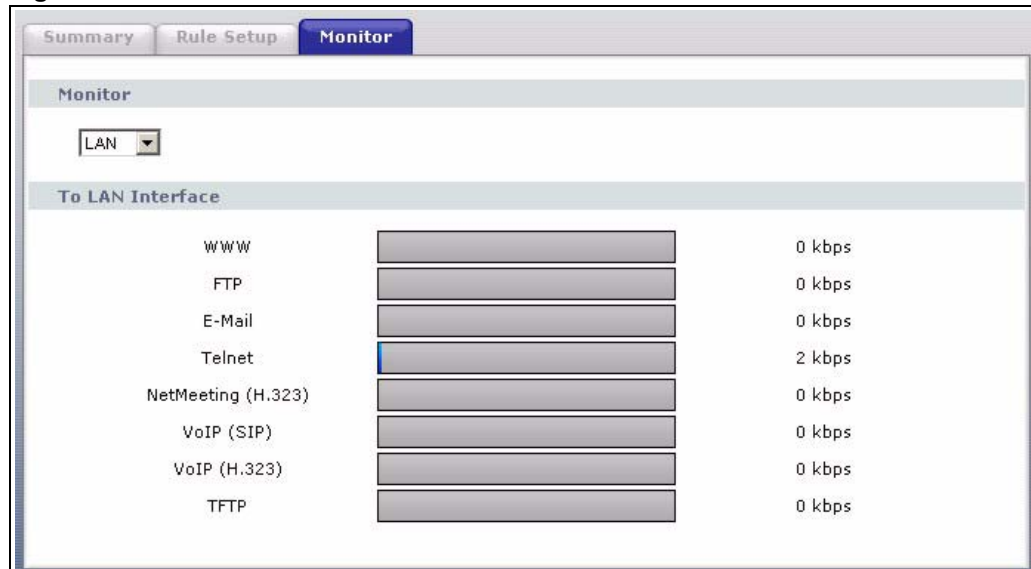 Summary Rule Setup Monitor
Monitor
LAN
To LAN Interface
WWW 0 kbps
FTP 0 kbps
E-Mail 0 kbps
Telnet 2 kbps
NetMeeting (H.323) 0 kbps
VoIP (SIP) 0 kbps
VoIP (H.323) 0 kbps
TFTP 0 kbps